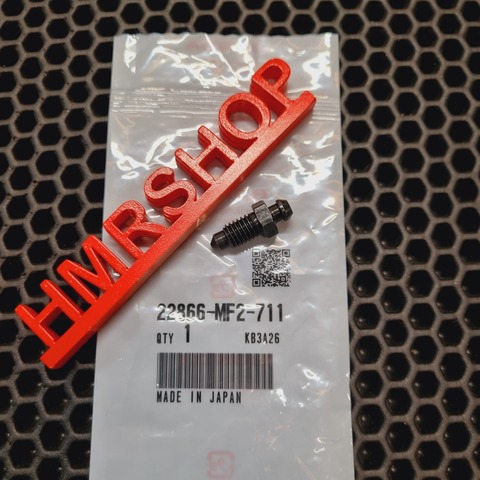 HMRSHOP
22866-MF2-711
QTY 1 KB3A26
MADE IN JAPAN